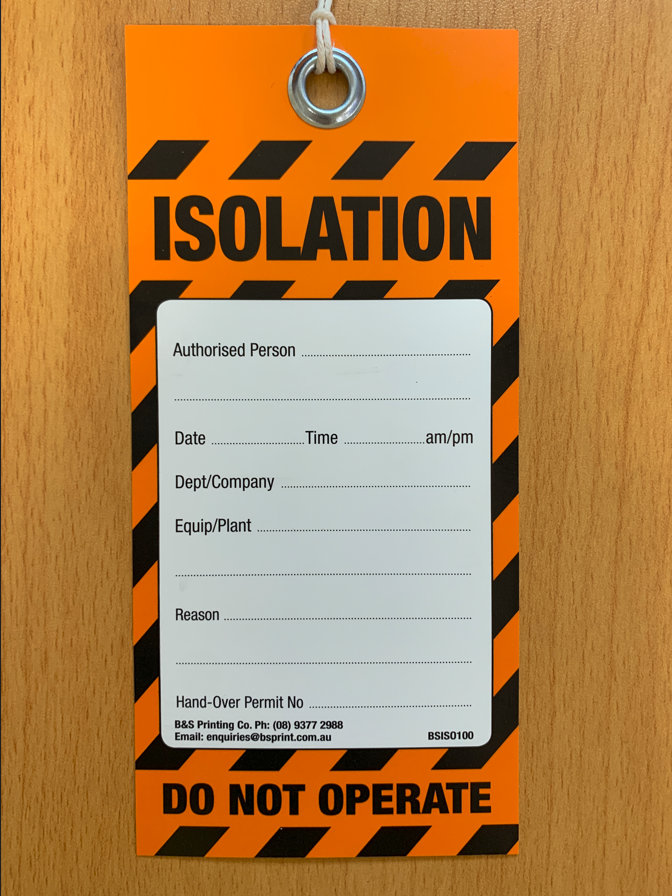 ISOLATION
Authorised Person ................................................
................................................
Date ........................Time .....................am/pm
Dept/Company ................................................
Equip/Plant ................................................
................................................
Reason ................................................
................................................
Hand-Over Permit No ................................................
B&S Printing Co. Ph: (08) 9377 2988
Email: enquiries@bsprint.com.au BSISO100
DO NOT OPERATE